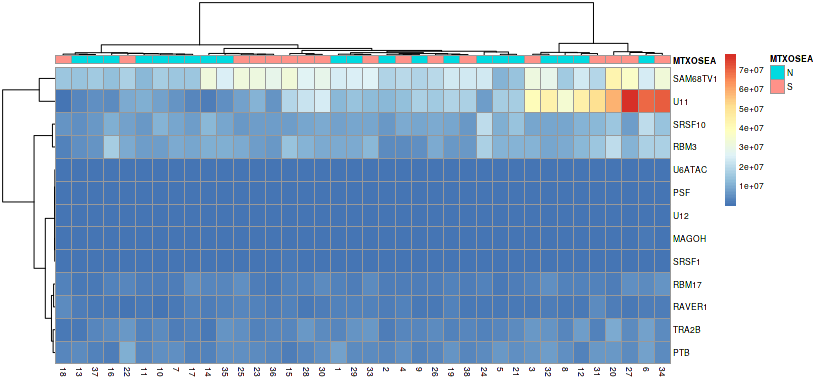 MTXOSEA
SAM68TV1
U11
SRSF10
RBM3
U6ATAC
PSF
U12
MAGOH
SRSF1
RBM17
RAVER1
TRA2B
PTB
18 13 37 16 22 11 10 7 17 14 35 25 23 36 15 28 30 1 29 33 2 4 9 19 38 24 5 21 3 32 8 12 31 20 27 6 34
7e+07
6e+07
5e+07
4e+07
3e+07
2e+07
1e+07
MTXOSEA
N
S